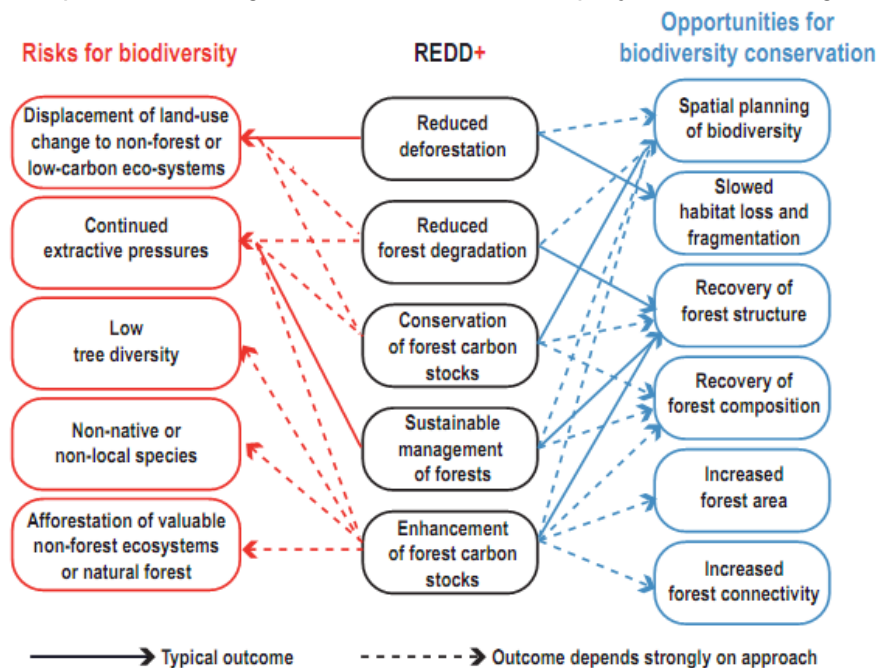 Risks for biodiversity
REDD+
Opportunities for
biodiversity conservation
Displacement of land-use
change to non-forest or
low-carbon eco-systems
Continued
extractive pressures
Low
tree diversity
Non-native or
non-local species
Afforestation of valuable
non-forest ecosystems
or natural forest
Reduced
deforestation
Reduced
forest degradation
Conservation
of forest carbon
stocks
Sustainable
management
of forests
Enhancement
of forest carbon
stocks
Spatial planning
of biodiversity
Slowed
habitat loss and
fragmentation
Recovery of
forest structure
Recovery of
forest composition
Increased
forest area
Increased
forest connectivity
Typical outcome
Outcome depends strongly on approach